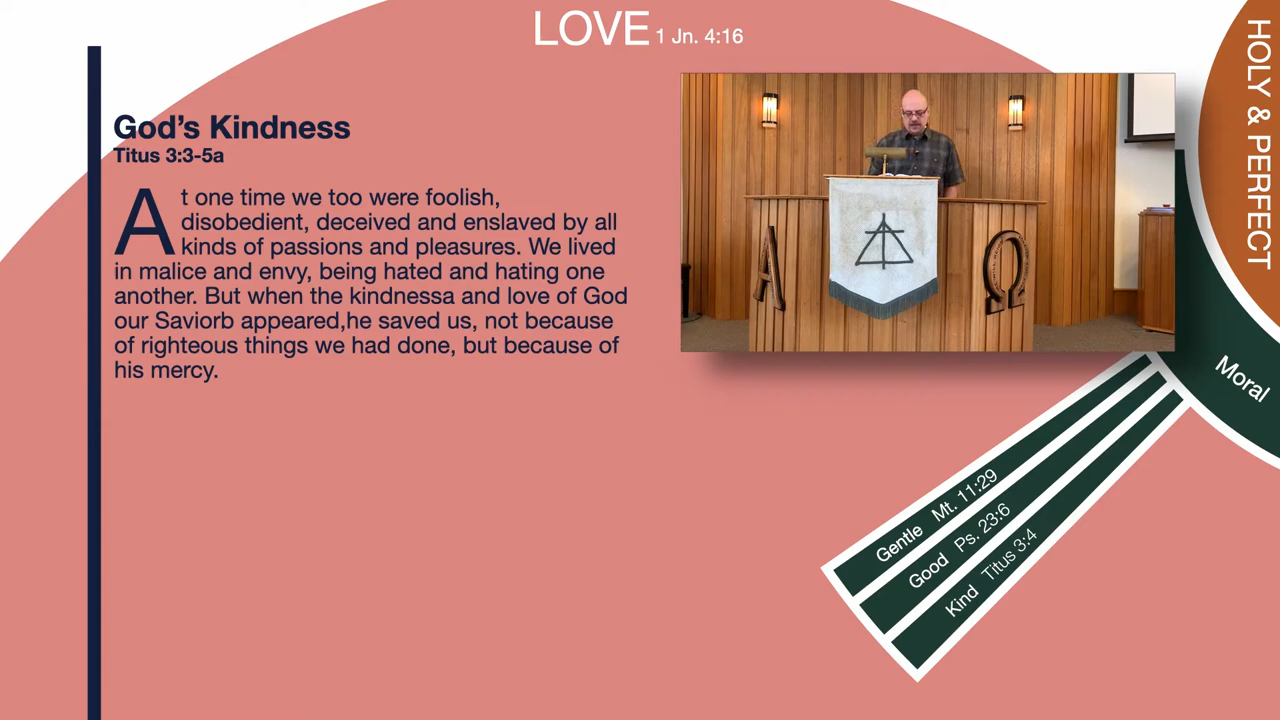 LOVE 1 Jn. 4:16
HOLY & PERFECT
God's Kindness
Titus 3:3-5a
At one time we too were foolish,
disobedient, deceived and enslaved by all
kinds of passions and pleasures. We lived
in malice and envy, being hated and hating one
another. But when the kindnessa and love of God
our Saviorb appeared,he saved us, not because
of righteous things we had done, but because of
his mercy.
Α
Ω
Moral
Gentle Mt. 11:29
Good Ps. 23:6
Kind Titus 3:4